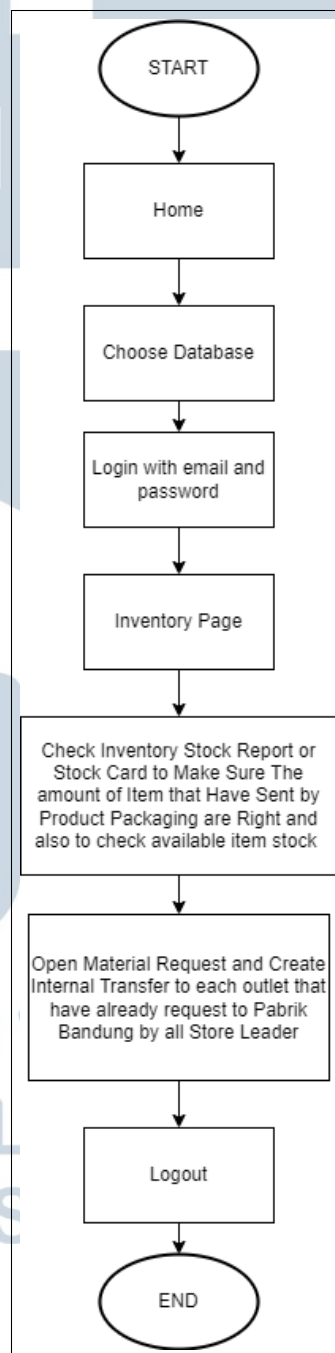 START
Home
Choose Database
Login with email and
password
Inventory Page
Check Inventory Stock Report or
Stock Card to Make Sure The
amount of Item that Have Sent by
Product Packaging are Right and
also to check available item stock
Open Material Request and Create
Internal Transfer to each outlet that
have already request to Pabrik
Bandung by all Store Leader
Logout
END